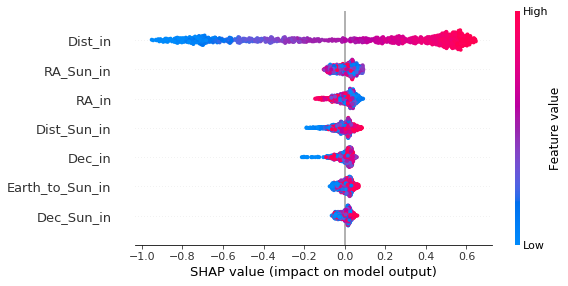 High
Dist_in
RA_Sun_in
RA_in
Dist_Sun_in
Dec_in
Earth_to_Sun_in
Dec_Sun_in
Feature value
Low
−1.0 −0.8 −0.6 −0.4 −0.2 0.0 0.2 0.4 0.6
SHAP value (impact on model output)